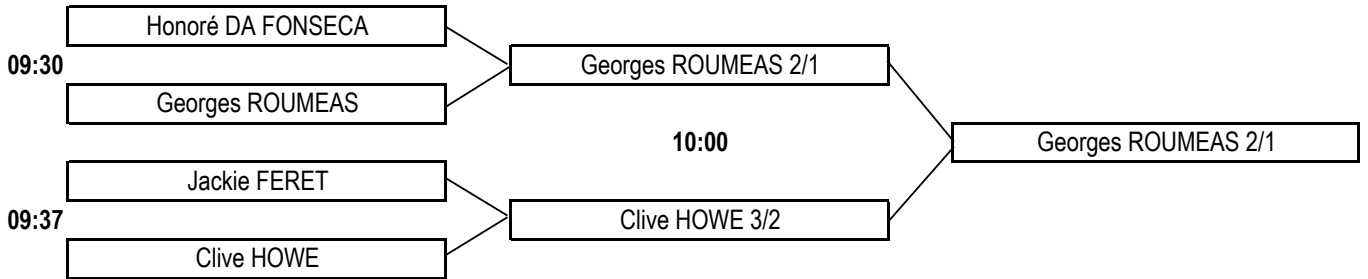 Honoré DA FONSECA
09:30
Georges ROUMEAS 2/1
Georges ROUMEAS
10:00
Georges ROUMEAS 2/1
Jackie FERET
09:37
Clive HOWE 3/2
Clive HOWE